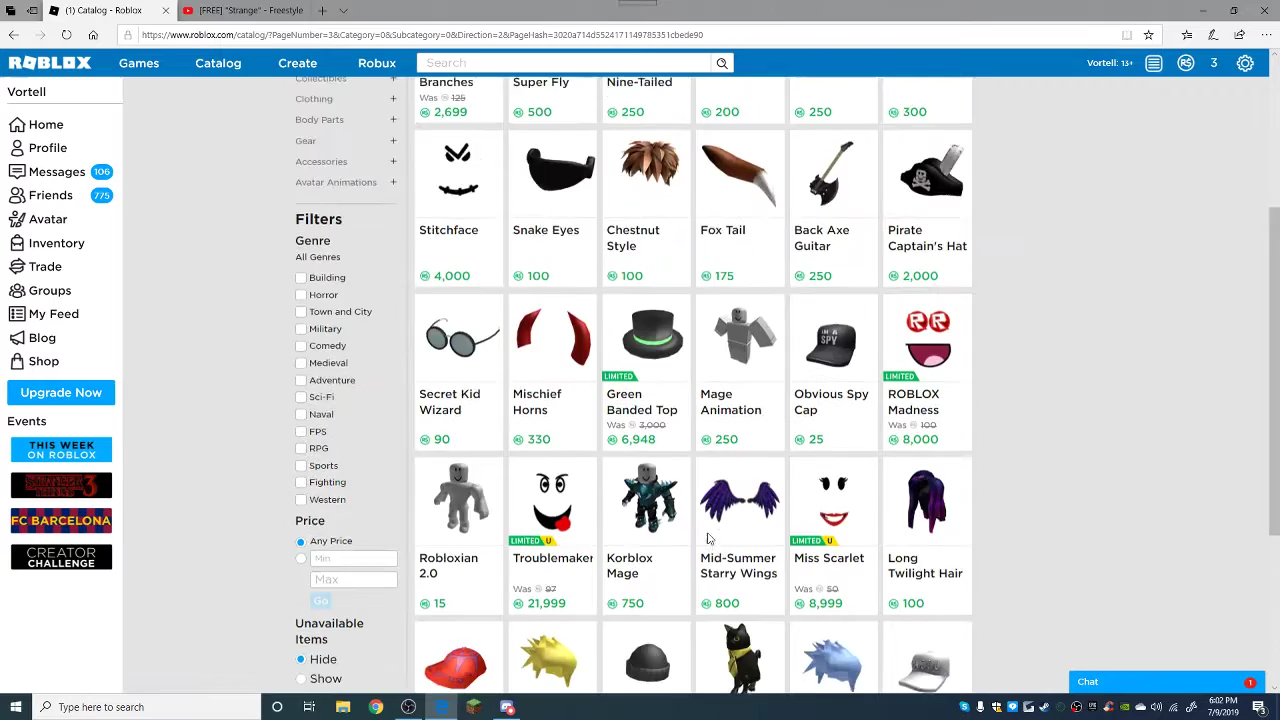 (1) Catalog - Roblox
[FREE] "Strange" - Freestyle
https://www.roblox.com/catalog/?PageNumber=3&Category=0&Subcategory=0&Direction=2&PageHash=3020a714d5524171149785351cbede90
ROBLOX
Games
Catalog
Create
Robux
Search
Vortell: 13+
3
Vortell
Home
Profile
Messages 106
Friends 775
Avatar
Inventory
Trade
Groups
My Feed
Blog
Shop
Upgrade Now
Events
THIS WEEK
ON ROBLOX
FC BARCELONA
CREATOR
CHALLENGE
Collectibles +
Clothing +
Body Parts +
Gear +
Accessories +
Avatar Animations +
Filters
Genre
All Genres
Building
Horror
Town and City
Military
Comedy
Medieval
Adventure
Sci-Fi
Naval
FPS
RPG
Sports
Fighting
Western
Price
Any Price
Min
Max
Go
Unavailable
Items
Hide
Show
Branches
Was 125
2,699
Super Fly
500
Nine-Tailed
250
200
250
300
Stitchface
4,000
Snake Eyes
100
Chestnut
Style
100
Fox Tail
175
Back Axe
Guitar
250
Pirate
Captain's Hat
2,000
Secret Kid
Wizard
90
Mischief
Horns
330
LIMITED
Green
Banded Top
Was 3,000
6,948
Mage
Animation
250
I'M A
SPY
Obvious Spy
Cap
25
R R
LIMITED
ROBLOX
Madness
Was 100
8,000
Robloxian
2.0
15
LIMITED U
Troublemaker
Was 97
21,999
Korblox
Mage
750
Mid-Summer
Starry Wings
800
LIMITED U
Miss Scarlet
Was 50
8,999
Long
Twilight Hair
100
Chat 1
Type here to search
6:02 PM
7/9/2019